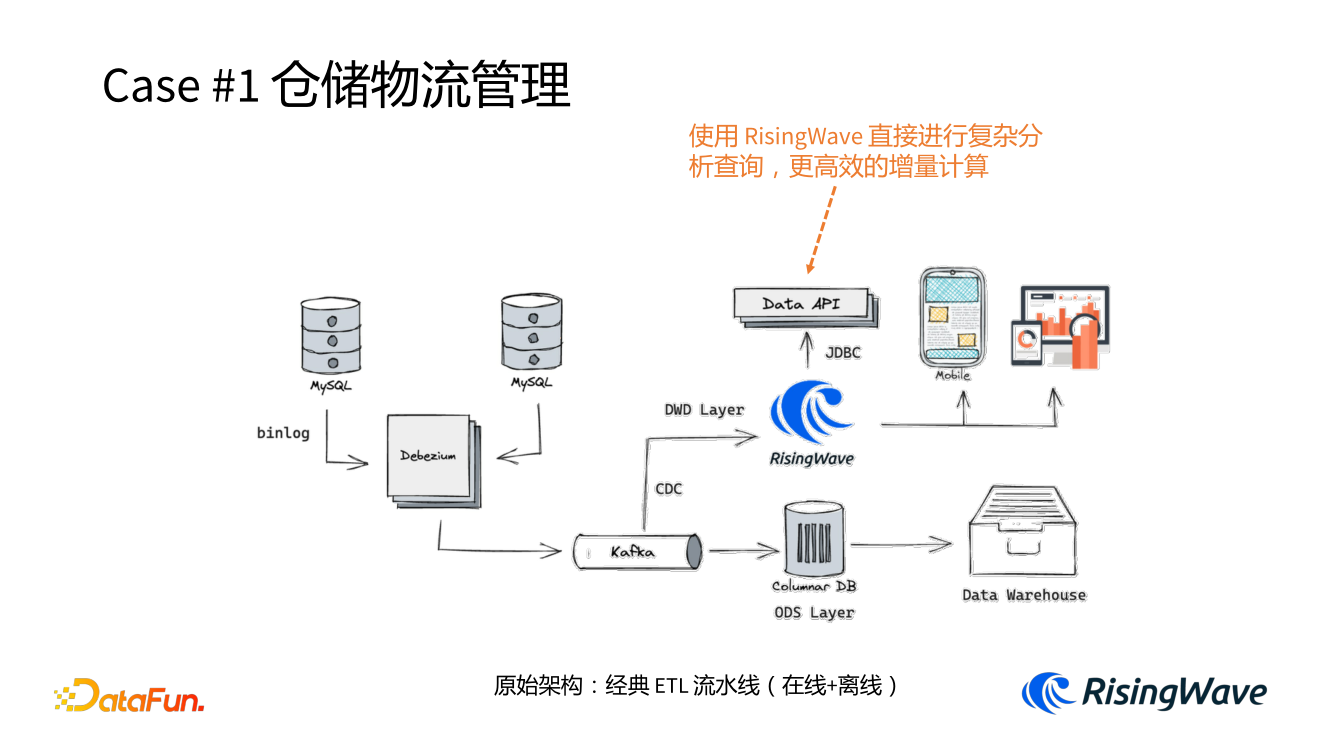 Case #1 仓储物流管理
使用 RisingWave 直接进行复杂分
析查询，更高效的增量计算
Data API
JDBC
Mobile
MySQL
MySQL
binlog
Debezium
DWD Layer
RisingWave
CDC
Kafka
Columnar DB
ODS Layer
Data Warehouse
原始架构：经典 ETL 流水线（在线+离线）
DataFun.
RisingWave